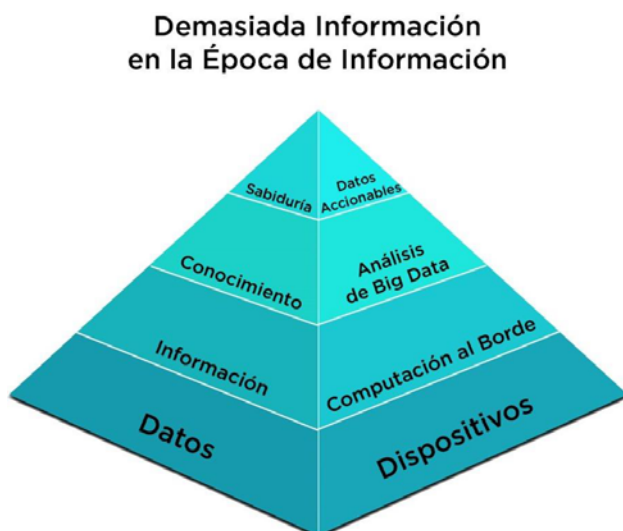 Demasiada Información
en la Época de Información
Sabiduría
Datos
Accionables
Conocimiento
Análisis
de Big Data
Información
Computación al Borde
Datos
Dispositivos